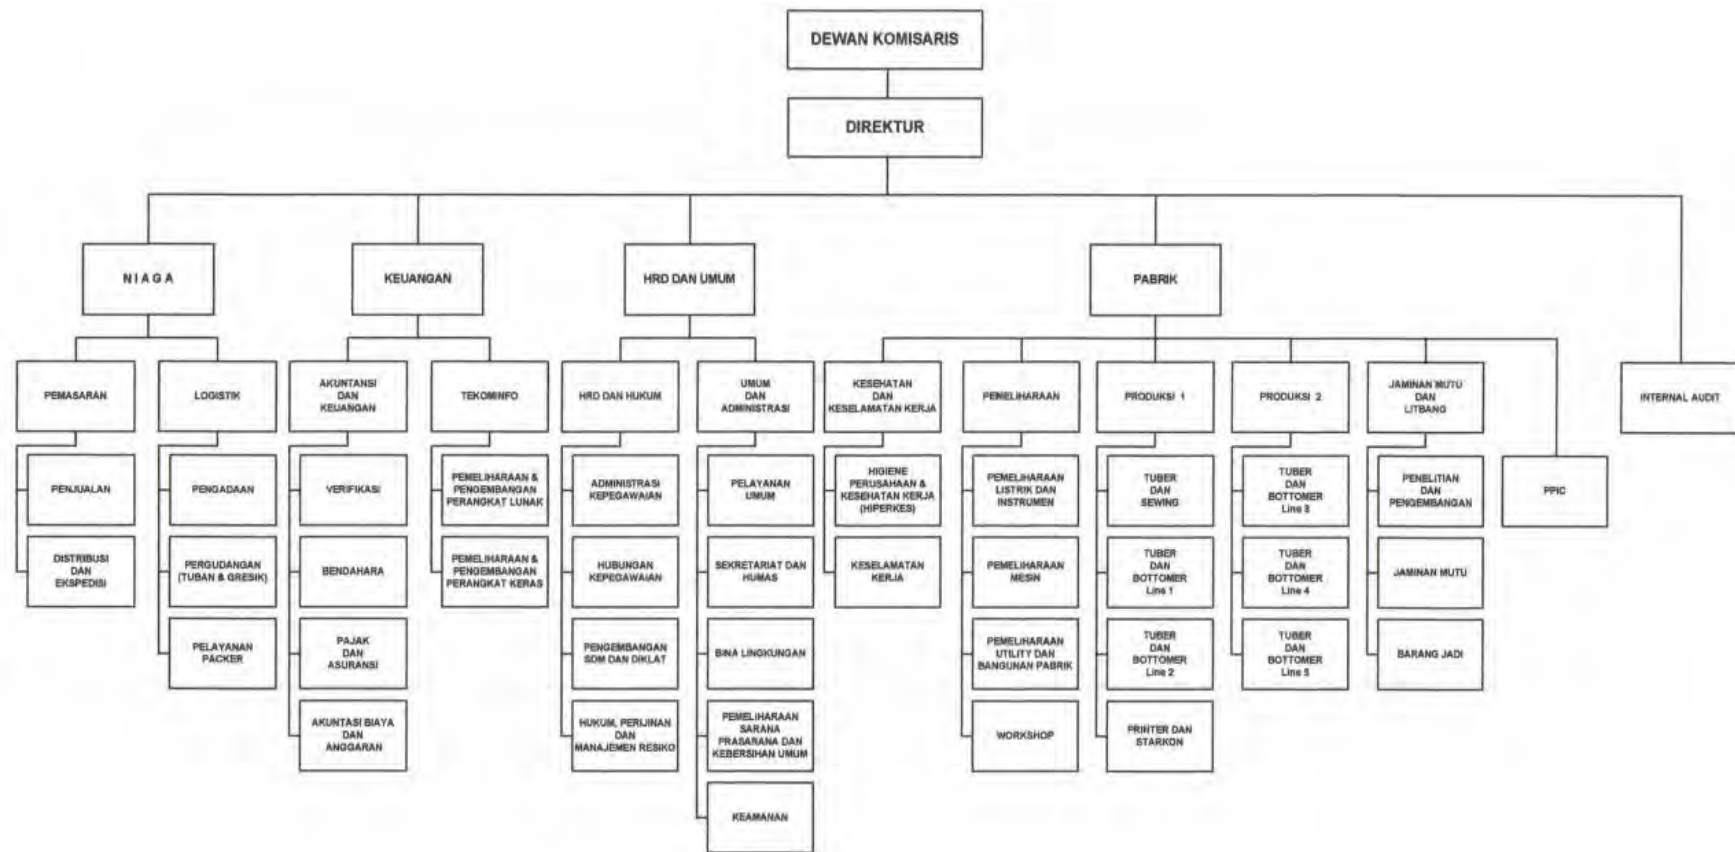 DEWAN KOMISARIS
DIREKTUR
N I A G A
KEUANGAN
HRD DAN UMUM
PABRIK
PEMASARAN
LOGISTIK
AKUNTANSI
DAN
KEUANGAN
TEKOMINFO
HRD DAN HUKUM
UMUM
DAN
ADMINISTRASI
KESEHATAN
DAN
KESELAMATAN KERJA
PEMELIHARAAN
PRODUKSI 1
PRODUKSI 2
JAMINAN MUTU
DAN
LITBANG
INTERNAL AUDIT
PENJUALAN
PENGADAAN
VERIFIKASI
PEMELIHARAAN &
PENGEMBANGAN
PERANGKAT LUNAK
ADMINISTRASI
KEPEGAWAIAN
PELAYANAN
UMUM
HIGIENE
PERUSAHAAN &
KESEHATAN KERJA
(HIPERKES)
PEMELIHARAAN
LISTRIK DAN
INSTRUMEN
TUBER
DAN
SEWING
TUBER
DAN
BOTTOMER
Line 3
PENELITIAN
DAN
PENGEMBANGAN
PPIC
DISTRIBUSI
DAN
EKSPEDISI
PERGUDANGAN
(TUBAN & GRESIK)
BENDAHARA
PEMELIHARAAN &
PENGEMBANGAN
PERANGKAT KERAS
HUBUNGAN
KEPEGAWAIAN
SEKRETARIAT DAN
HUMAS
KESELAMATAN
KERJA
PEMELIHARAAN
MESIN
TUBER
DAN
BOTTOMER
Line 1
TUBER
DAN
BOTTOMER
Line 4
JAMINAN MUTU
PELAYANAN
PACKER
PAJAK
DAN
ASURANSI
PENGEMBANGAN
SDM DAN DIKLAT
BINA LINGKUNGAN
PEMELIHARAAN
UTILITY DAN
BANGUNAN PABRIK
TUBER
DAN
BOTTOMER
Line 2
TUBER
DAN
BOTTOMER
Line 5
BARANG JADI
AKUNTASI BIAYA
DAN
ANGGARAN
HUKUM, PERIJINAN
DAN
MANAJEMEN RESIKO
PEMELIHARAAN
SARANA
PRASARANA DAN
KEBERSIHAN UMUM
WORKSHOP
PRINTER DAN
STARKON
KEAMANAN